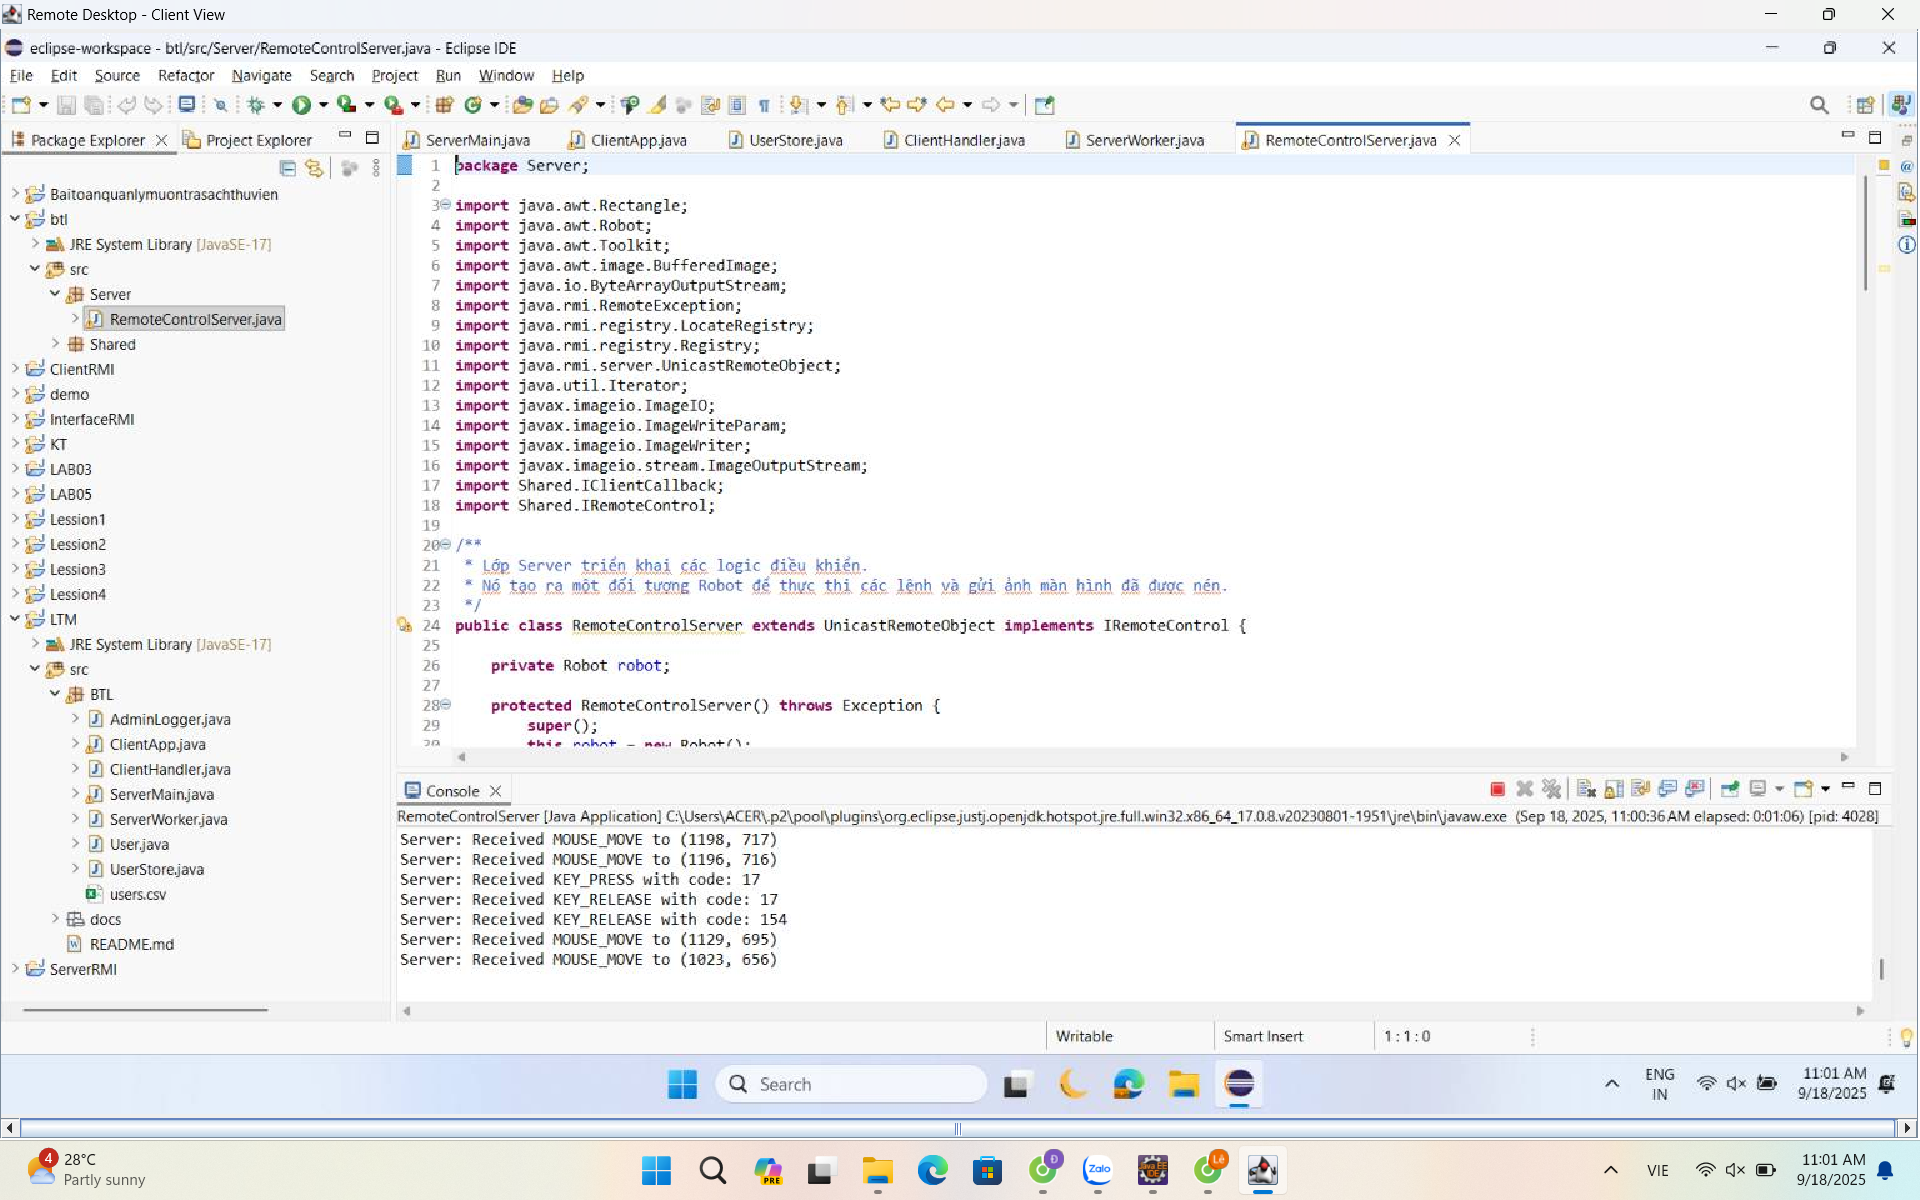 Remote Desktop - Client View
eclipse-workspace - btl/src/Server/RemoteControlServer.java - Eclipse IDE
File Edit Source Refactor Navigate Search Project Run Window Help
Package Explorer Project Explorer
Baitoanquanlymuontrasachthuvien
btl
JRE System Library [JavaSE-17]
src
Server
RemoteControlServer.java
Shared
ClientRMI
demo
InterfaceRMI
KT
LAB03
LAB05
Lession1
Lession2
Lession3
Lession4
LTM
JRE System Library [JavaSE-17]
src
BTL
AdminLogger.java
ClientApp.java
ClientHandler.java
ServerMain.java
ServerWorker.java
User.java
UserStore.java
users.csv
docs
README.md
ServerRMI
ServerMain.java ClientApp.java UserStore.java ClientHandler.java ServerWorker.java RemoteControlServer.java
1 package Server;
2
3 import java.awt.Rectangle;
4 import java.awt.Robot;
5 import java.awt.Toolkit;
6 import java.awt.image.BufferedImage;
7 import java.io.ByteArrayOutputStream;
8 import java.rmi.RemoteException;
9 import java.rmi.registry.LocateRegistry;
10 import java.rmi.registry.Registry;
11 import java.rmi.server.UnicastRemoteObject;
12 import java.util.Iterator;
13 import javax.imageio.ImageIO;
14 import javax.imageio.ImageWriteParam;
15 import javax.imageio.ImageWriter;
16 import javax.imageio.stream.ImageOutputStream;
17 import Shared.IClientCallback;
18 import Shared.IRemoteControl;
19
20 /**
21 * Lớp Server triển khai các logic điều khiển.
22 * Nó tạo ra một đối tượng Robot để thực thi các lệnh và gửi ảnh màn hình đã được nén.
23 */
24 public class RemoteControlServer extends UnicastRemoteObject implements IRemoteControl {
25
26 private Robot robot;
27
28 protected RemoteControlServer() throws Exception {
29 super();
30 this.robot = new Robot();
Console
RemoteControlServer [Java Application] C:\Users\ACER\.p2\pool\plugins\org.eclipse.justj.openjdk.hotspot.jre.full.win32.x86_64_17.0.8.v20230801-1951\jre\bin\javaw.exe (Sep 18, 2025, 11:00:36 AM elapsed: 0:01:06) [pid: 4028]
Server: Received MOUSE_MOVE to (1198, 717)
Server: Received MOUSE_MOVE to (1196, 716)
Server: Received KEY_PRESS with code: 17
Server: Received KEY_RELEASE with code: 17
Server: Received KEY_RELEASE with code: 154
Server: Received MOUSE_MOVE to (1129, 695)
Server: Received MOUSE_MOVE to (1023, 656)
Writable Smart Insert 1 : 1 : 0
Search
ENG
IN
11:01 AM
9/18/2025
4
28°C
Partly sunny
PRE
Đ
Zalo
Java EE
IDE
Lê
VIE
11:01 AM
9/18/2025